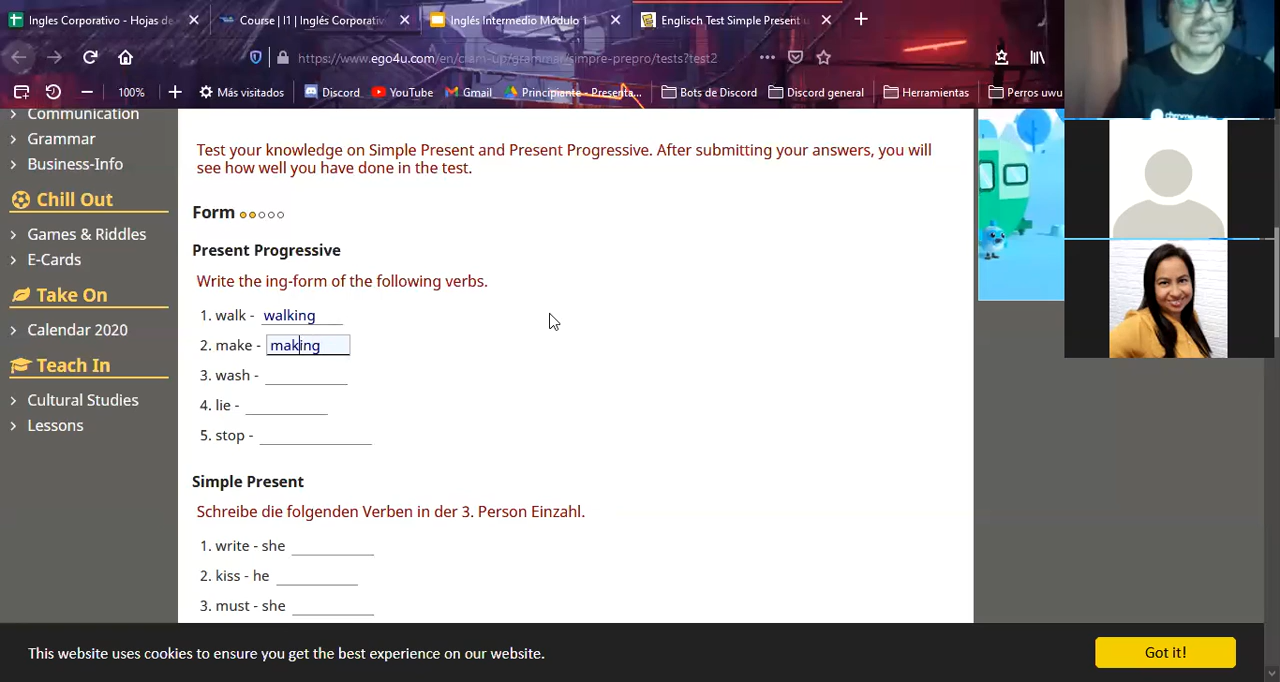 Ingles Corporativo - Hojas de
Course | I1 | Inglés Corporativ
Inglés Intermedio Módulo 1
Englisch Test Simple Present u
100%
https://www.ego4u.com/en/cram-up/grammar/simpre-prepro/tests?test2
Más visitados
Discord
YouTube
Gmail
Principiante - Presenta...
Bots de Discord
Discord general
Herramientas
Perros uwu
Communication
Grammar
Business-Info
Chill Out
Games & Riddles
E-Cards
Take On
Calendar 2020
Teach In
Cultural Studies
Lessons
Test your knowledge on Simple Present and Present Progressive. After submitting your answers, you will
see how well you have done in the test.
Form
Present Progressive
Write the ing-form of the following verbs.
1. walk - walking
2. make - making
3. wash -
4. lie -
5. stop -
Simple Present
Schreibe die folgenden Verben in der 3. Person Einzahl.
1. write - she
2. kiss - he
3. must - she
This website uses cookies to ensure you get the best experience on our website.
Got it!